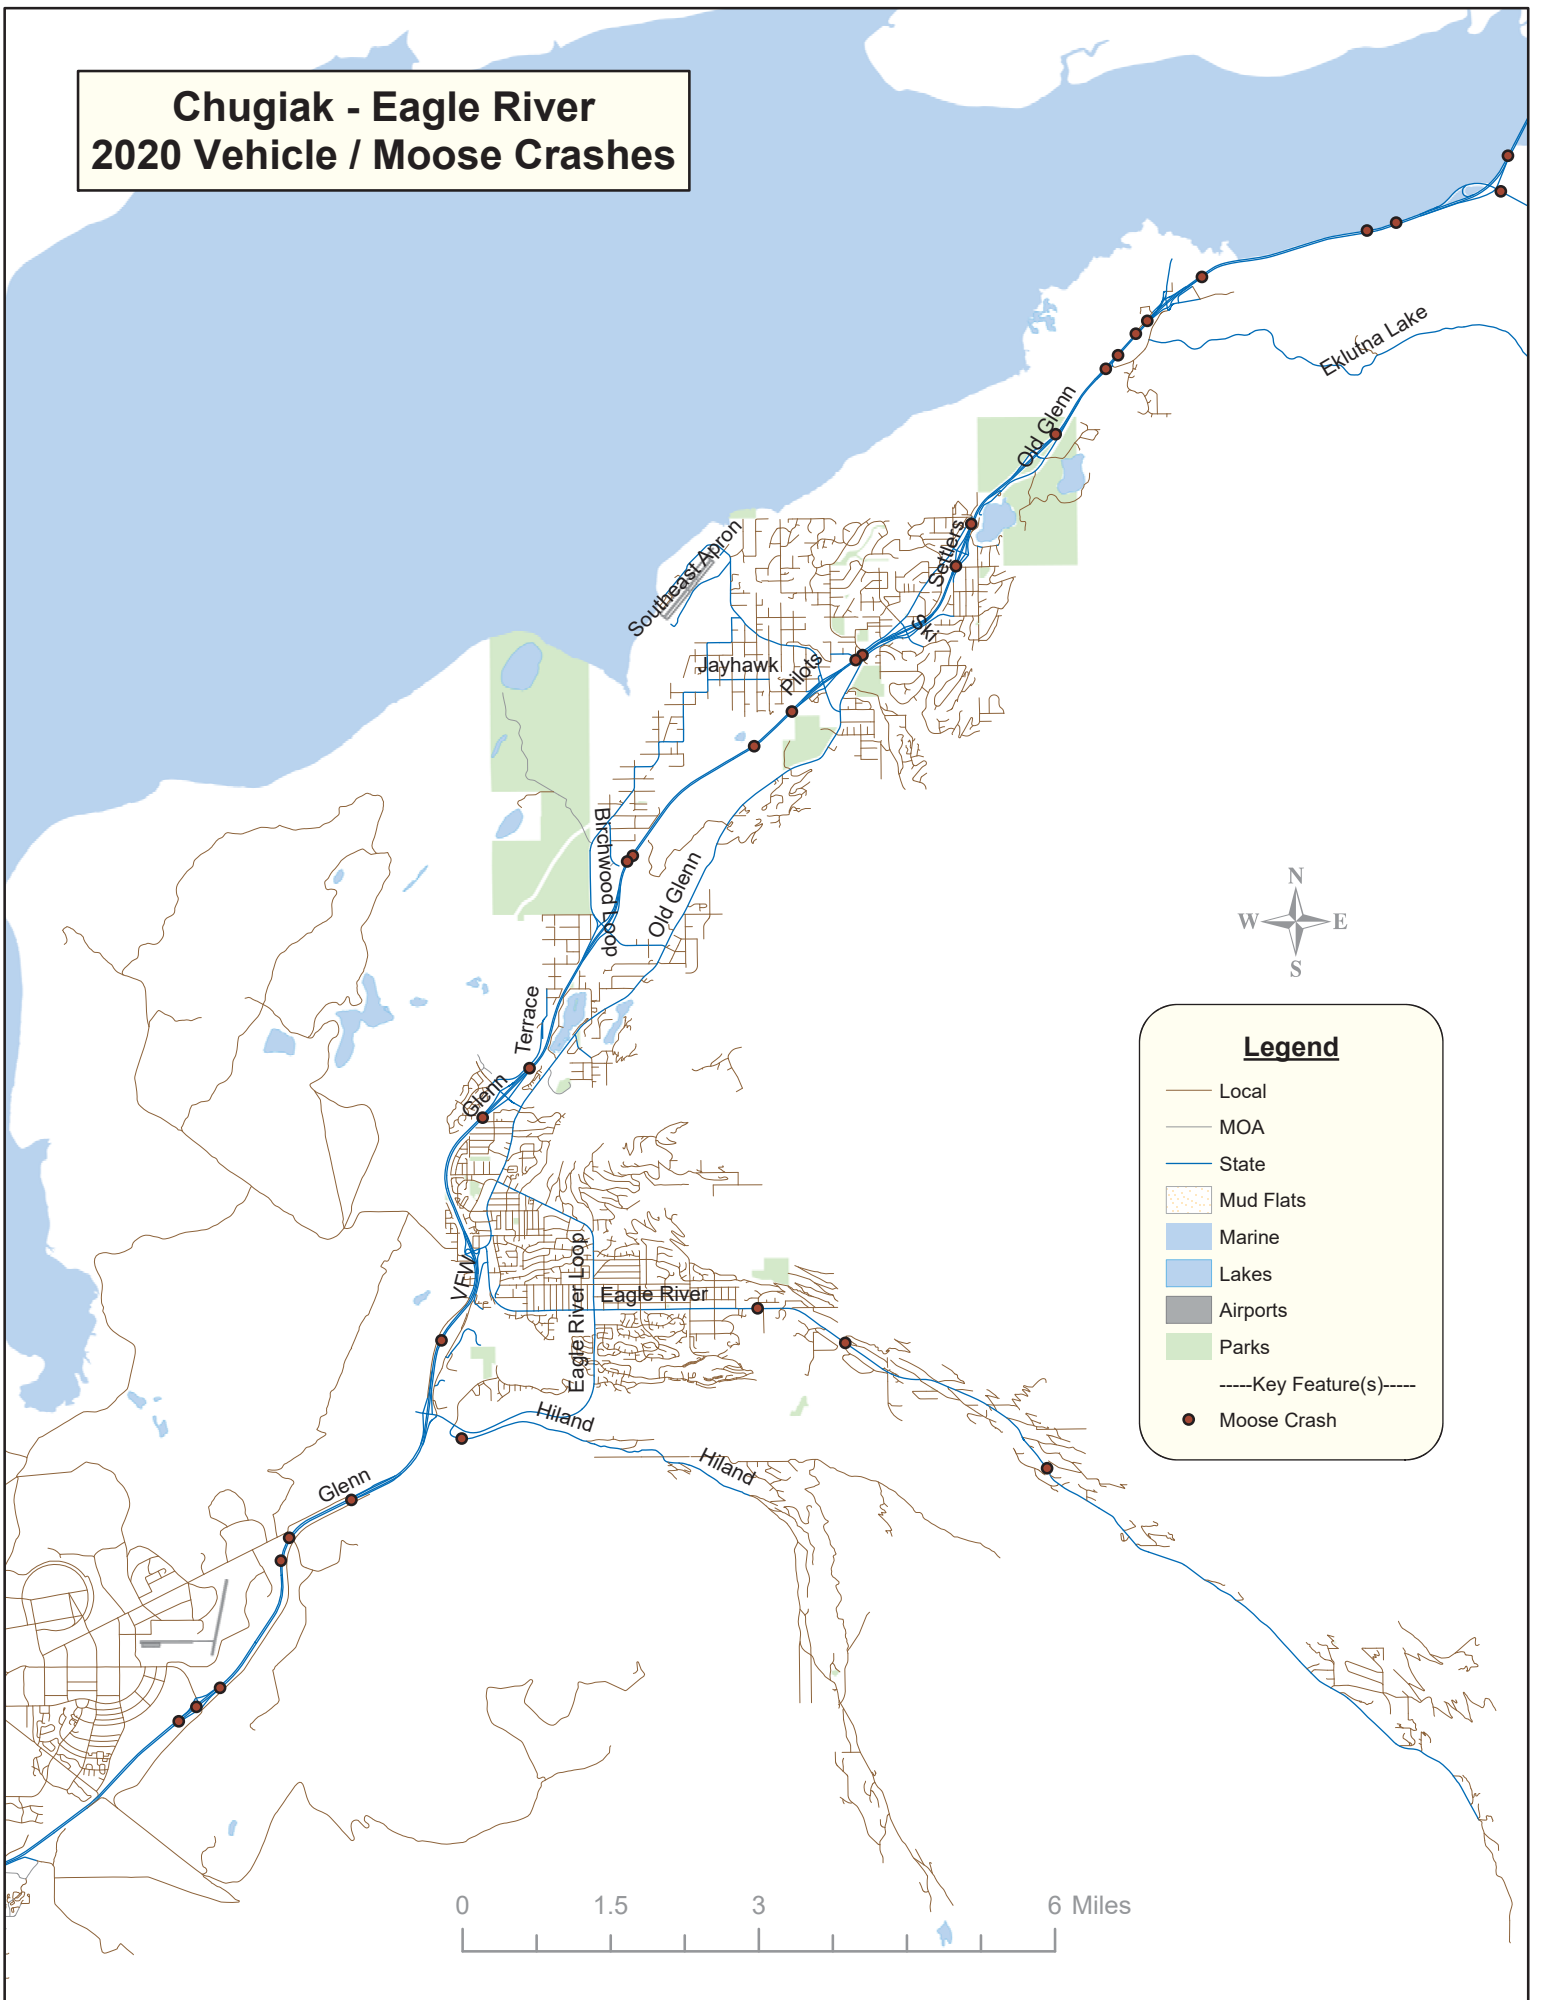 Chugiak - Eagle River
2020 Vehicle / Moose Crashes
Eklutna Lake
Old Glenn
Settlers
Southeast Apron
Ski
Jayhawk
Pilots
Birchwood Loop
Old Glenn
N
W E
S
Terrace
Glenn
VFW
Eagle River Loop
Eagle River
Hiland
Hiland
Glenn
Legend
Local
MOA
State
Mud Flats
Marine
Lakes
Airports
Parks
-----Key Feature(s)-----
Moose Crash
0 1.5 3 6 Miles